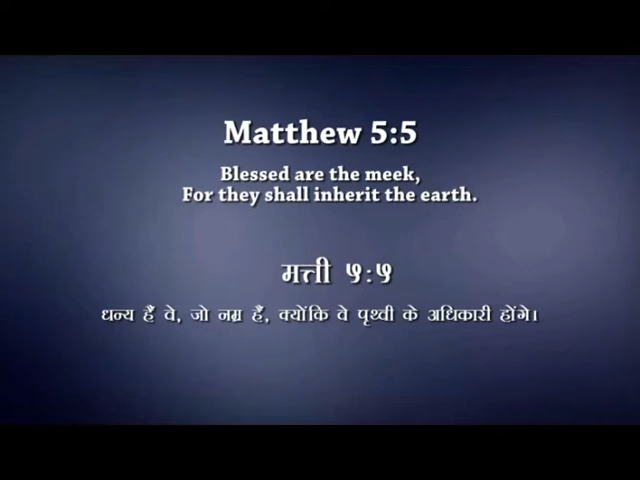 Matthew 5:5
Blessed are the meek,
For they shall inherit the earth.
मत्ती ५:५
धन्य हैं वे, जो नम्र हैं, क्योंकि वे पृथ्वी के अधिकारी होंगे।